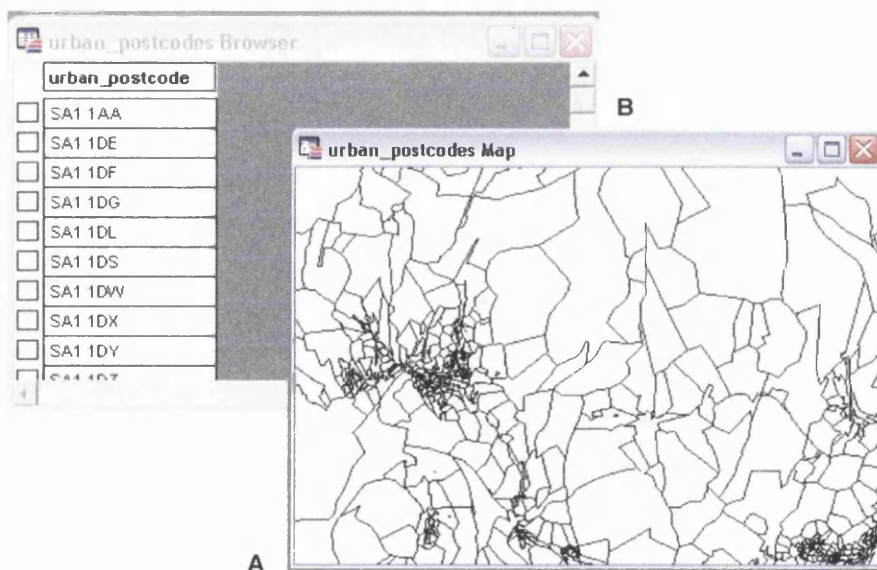 urban_postcodes Browser
urban_postcode
SA1 1AA
SA1 1DE
SA1 1DF
SA1 1DG
SA1 1DL
SA1 1DS
SA1 1DW
SA1 1DX
SA1 1DY
B
urban_postcodes Map
A